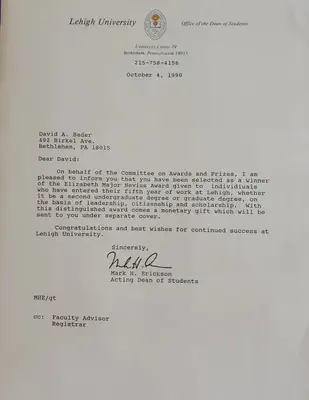 Lehigh University
Office of the Dean of Students
University Center 29
Bethlehem, Pennsylvania 18015
215-758-4156
October 4, 1990
David A. Bader
492 Birkel Ave.
Bethlehem, PA 18015
Dear David:
On behalf of the Committee on Awards and Prizes, I am
pleased to inform you that you have been selected as a winner
of the Elizabeth Major Nevius Award given to individuals
who have entered their fifth year of work at Lehigh, whether
it be a second undergraduate degree or graduate degree, on
the basis of leadership, citizenship and scholarship. With
this distinguished award comes a monetary gift which will be
sent to you under separate cover.
Congratulations and best wishes for continued success at
Lehigh University.
Sincerely,
Mark H. Erickson
Acting Dean of Students
MHE/gt
cc: Faculty Advisor
Registrar